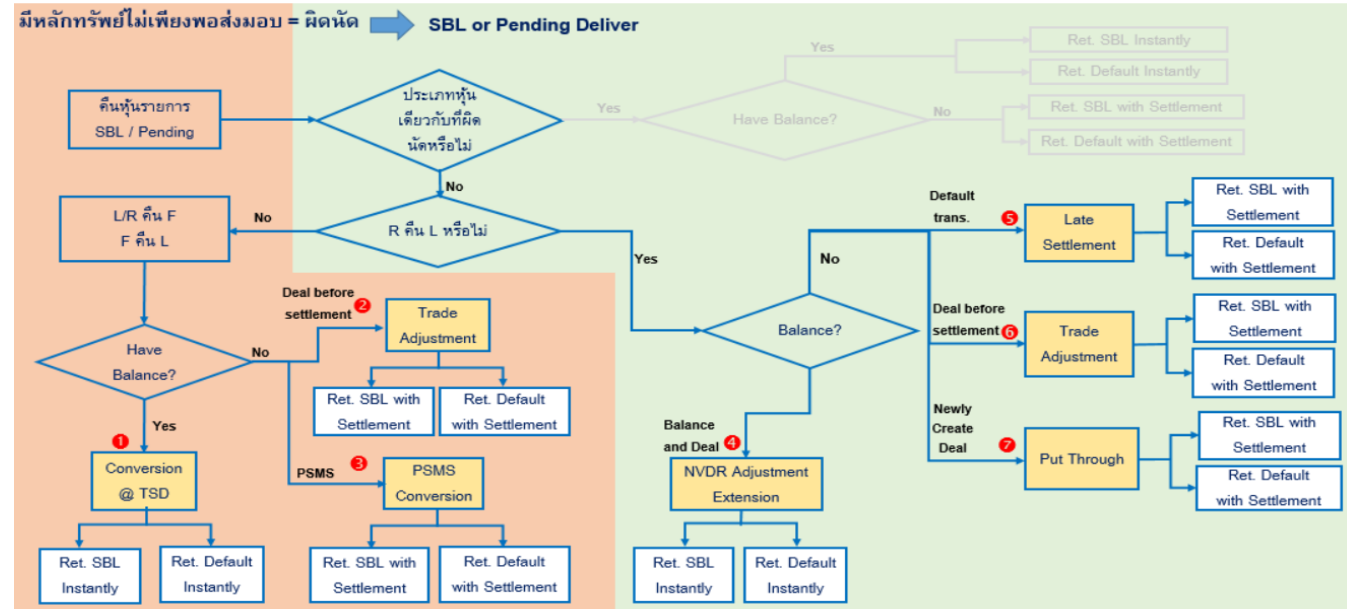 มีหลักทรัพย์ไม่เพียงพอส่งมอบ = ผิดนัด
SBL or Pending Deliver
คืนหุ้นรายการ
SBL / Pending
ประเภทหุ้น
เดียวกับที่ผิด
นัดหรือไม่
Yes
Have Balance?
Yes
Ret. SBL Instantly
Ret. Default Instantly
No
Ret. SBL with Settlement
Ret. Default with Settlement
No
R คืน L หรือไม่
No
L/R คืน F
F คืน L
Have
Balance?
Yes
1
Conversion
@ TSD
Ret. SBL
Instantly
Ret. Default
Instantly
No
Deal before
settlement
2
Trade
Adjustment
Ret. SBL with
Settlement
Ret. Default
with Settlement
PSMS
3
PSMS
Conversion
Ret. SBL with
Settlement
Ret. Default
with Settlement
Yes
Balance?
Balance
and Deal
4
NVDR Adjustment
Extension
Ret. SBL
Instantly
Ret. Default
Instantly
No
Default
trans.
5
Late
Settlement
Ret. SBL with
Settlement
Ret. Default
with Settlement
Deal before
settlement
6
Trade
Adjustment
Ret. SBL with
Settlement
Ret. Default
with Settlement
Newly
Create
Deal
7
Put Through
Ret. SBL with
Settlement
Ret. Default
with Settlement